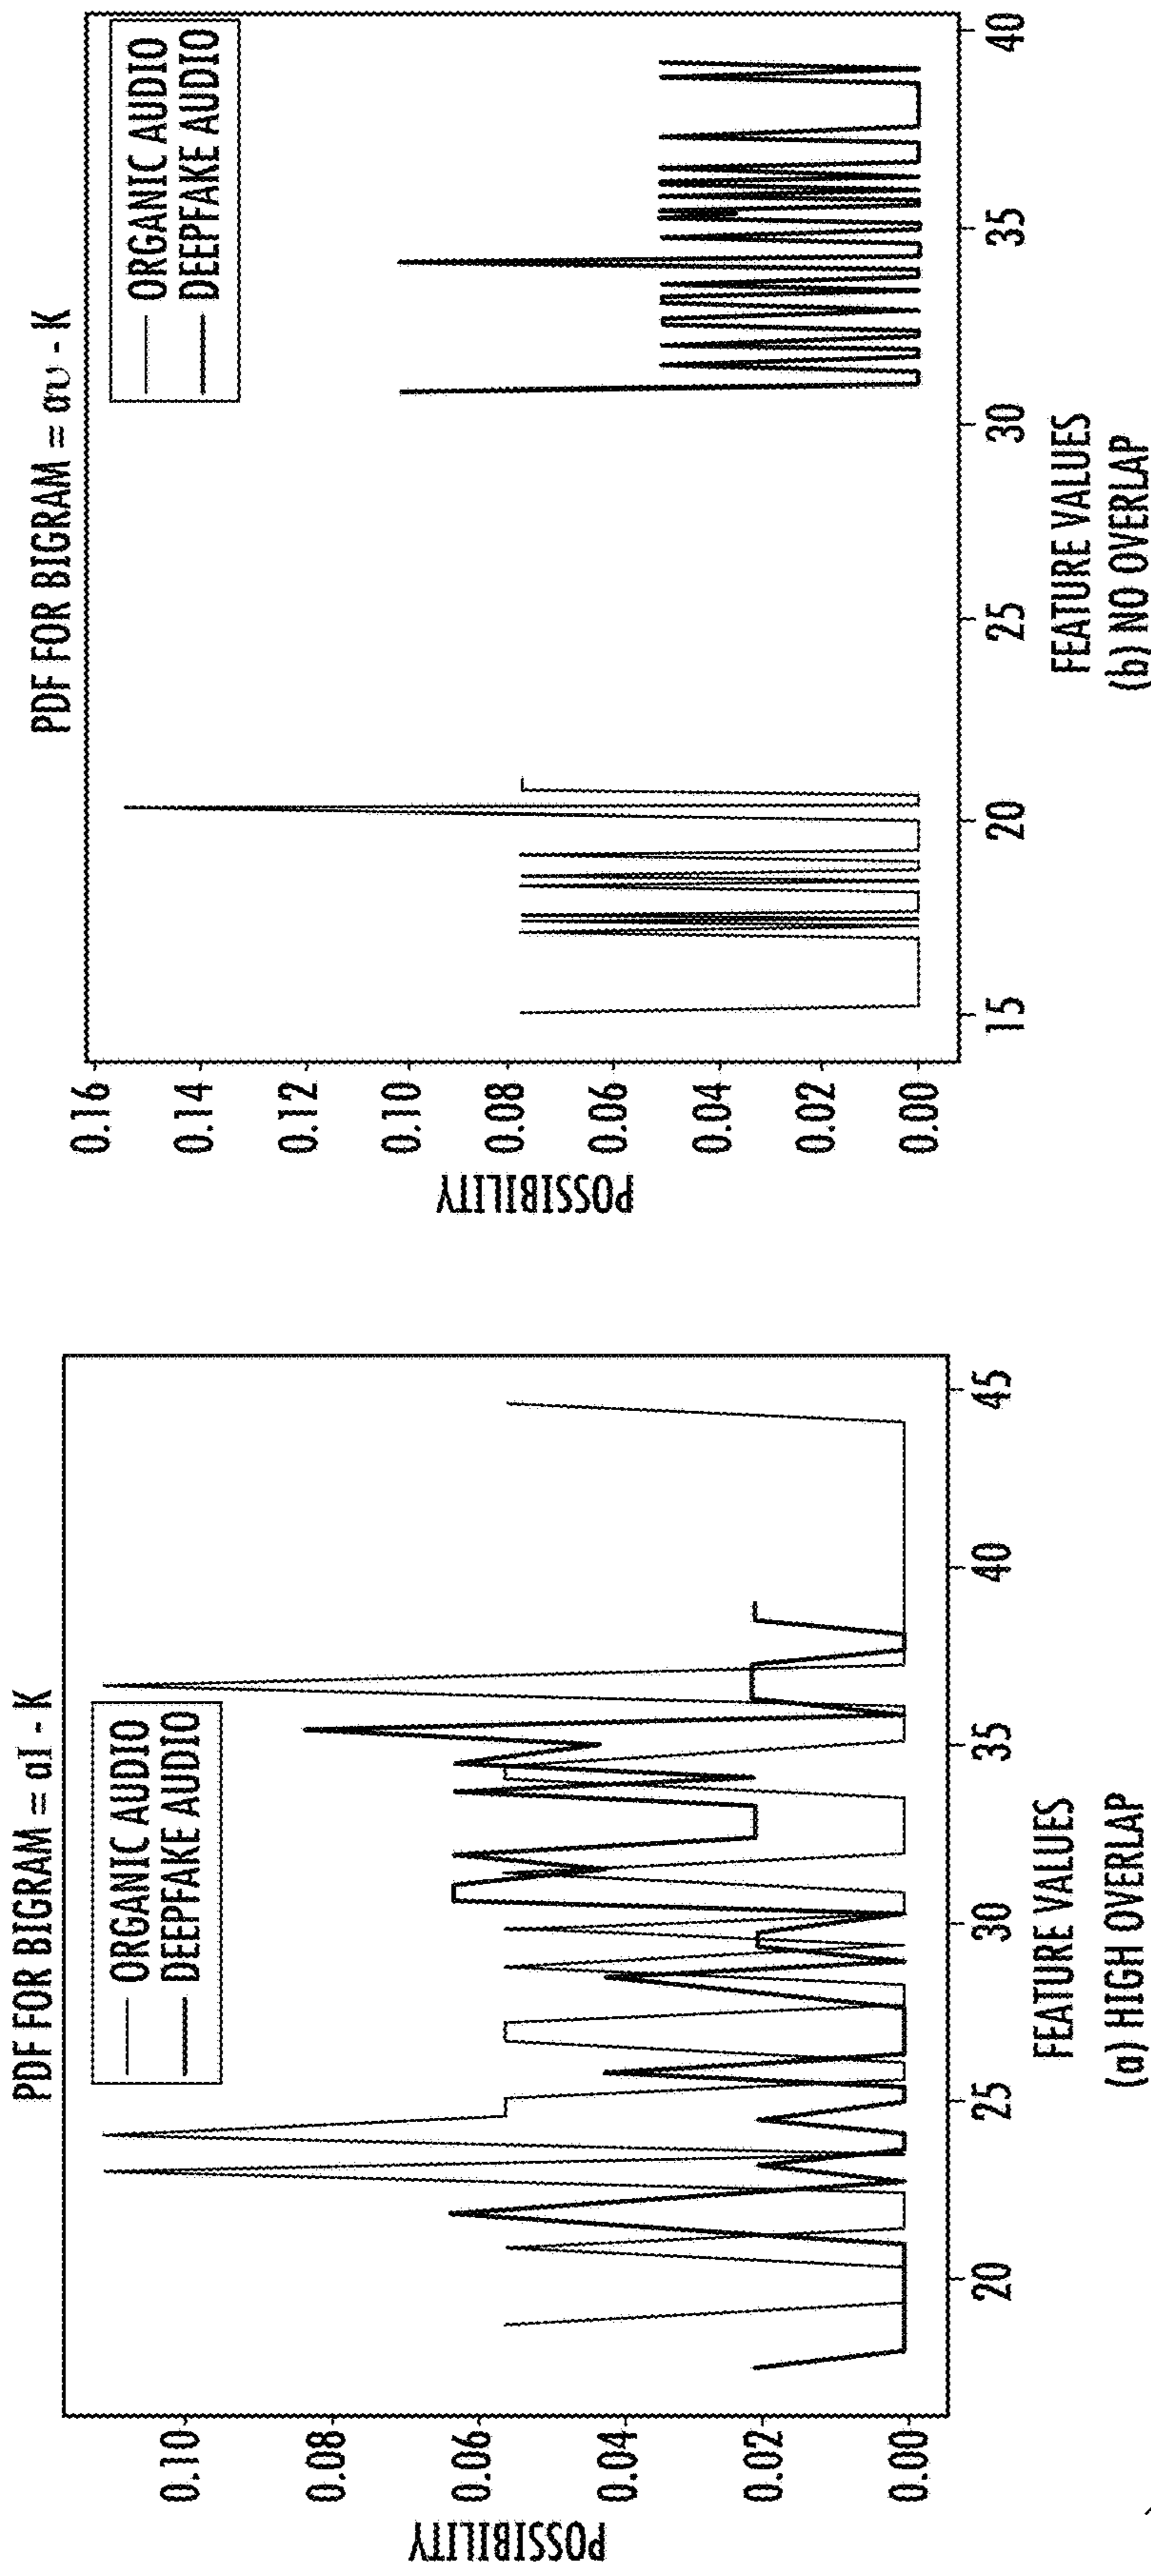 PDF FOR BIGRAM = aI - K
ORGANIC AUDIO
DEEPFAKE AUDIO
POSSIBILITY
0.10
0.08
0.06
0.04
0.02
0.00
20 25 30 35 40 45
FEATURE VALUES
(a) HIGH OVERLAP
PDF FOR BIGRAM = aʊ - K
ORGANIC AUDIO
DEEPFAKE AUDIO
POSSIBILITY
0.16
0.14
0.12
0.10
0.08
0.06
0.04
0.02
0.00
15 20 25 30 35 40
FEATURE VALUES
(b) NO OVERLAP